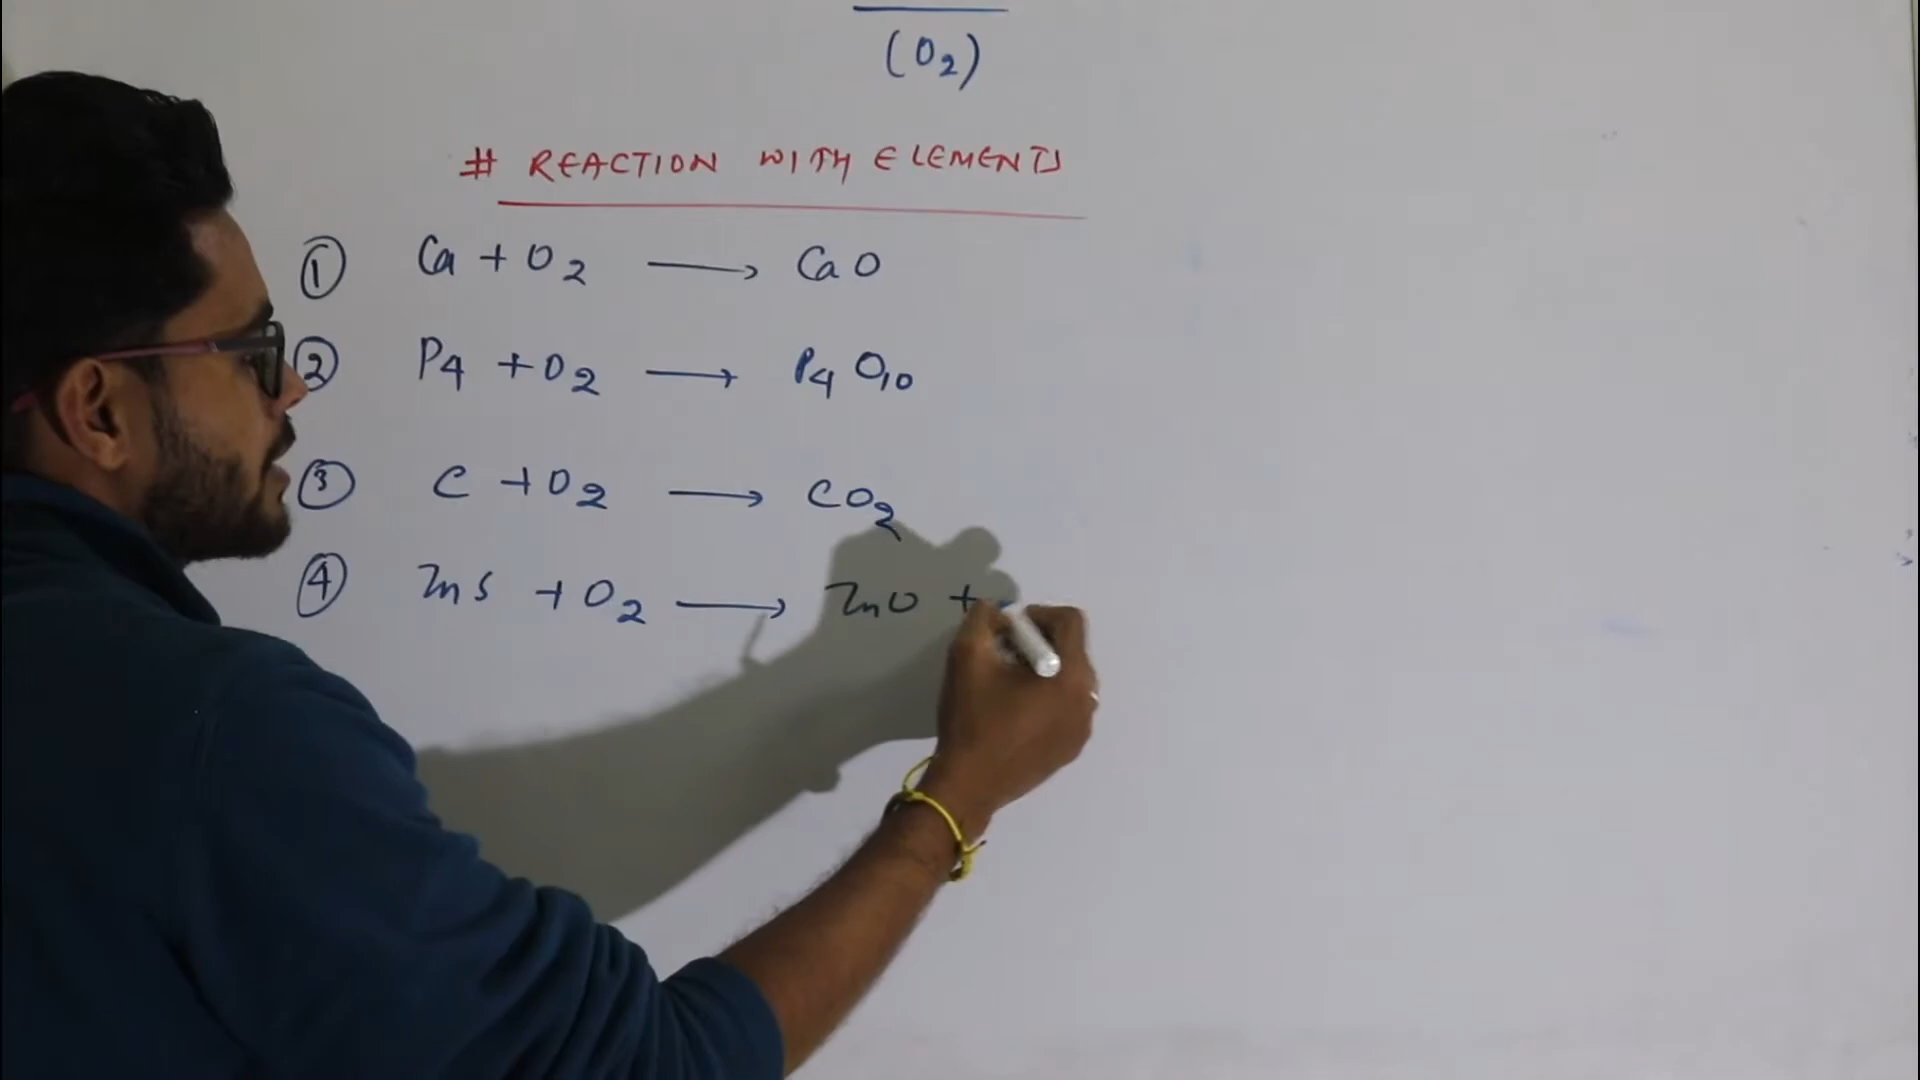 (O₂)
# REACTION WITH ELEMENTS
① Ca + O₂ ⟶ CaO
② P₄ + O₂ ⟶ P₄O₁₀
③ C + O₂ ⟶ CO₂
④ ZnS + O₂ ⟶ ZnO +